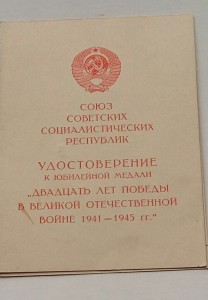 СОЮЗ
СОВЕТСКИХ
СОЦИАЛИСТИЧЕСКИХ
РЕСПУБЛИК
УДОСТОВЕРЕНИЕ
К ЮБИЛЕЙНОЙ МЕДАЛИ
„ДВАДЦАТЬ ЛЕТ ПОБЕДЫ
В ВЕЛИКОЙ ОТЕЧЕСТВЕННОЙ
ВОЙНЕ 1941—1945 гг.“